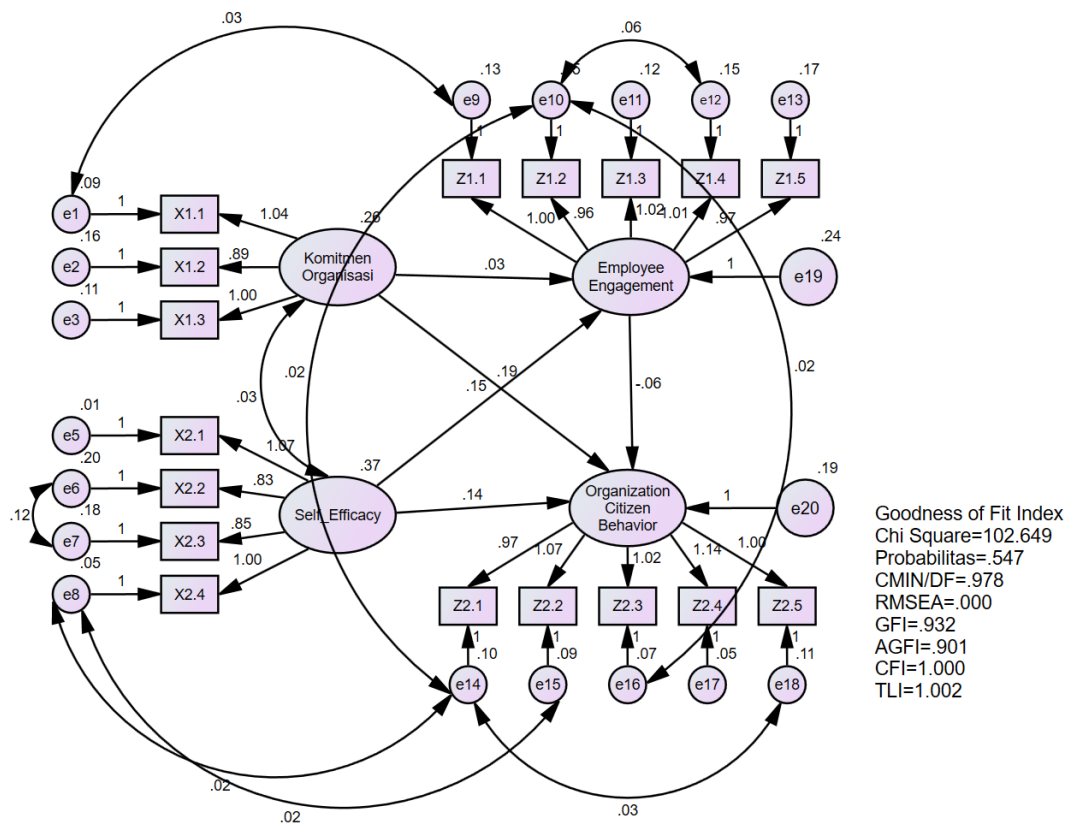 .03
.06
.13
.12
.15
.17
e9
e10
e11
e12
e13
1
1
1
1
1
Z1.1
Z1.2
Z1.3
Z1.4
Z1.5
.09
e1
1
X1.1
1.04
.26
1.00
.96
1.02
1.01
.97
.16
e2
1
X1.2
.89
Komitmen
Organisasi
.03
Employee
Engagement
1
e19
.24
.11
e3
1
X1.3
1.00
.02
.03
.15
.19
-.06
.02
.01
e5
1
X2.1
1.07
.37
.20
e6
1
X2.2
.83
Self_Efficacy
.14
Organization
Citizen
Behavior
1
e20
.19
.12
.18
e7
1
X2.3
.85
.05
e8
1
X2.4
1.00
.97
1.07
1.02
1.14
1.00
Z2.1
Z2.2
Z2.3
Z2.4
Z2.5
1
1
1
1
1
.10
.09
.07
.05
.11
e14
e15
e16
e17
e18
.02
.02
.03
Goodness of Fit Index
Chi Square=102.649
Probabilitas=.547
CMIN/DF=.978
RMSEA=.000
GFI=.932
AGFI=.901
CFI=1.000
TLI=1.002